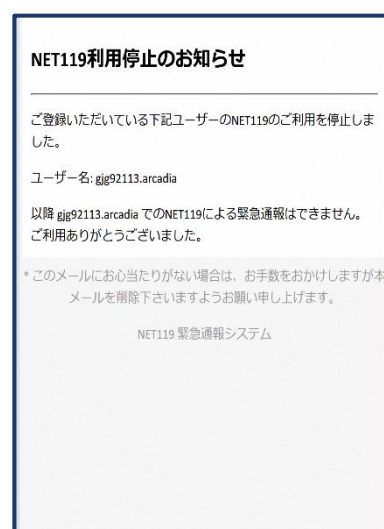 NET119利用停止のお知らせ
ご登録いただいている下記ユーザーのNET119のご利用を停止しま
した。
ユーザー名: gjg92113.arcadia
以降 gjg92113.arcadia でのNET119による緊急通報はできません。
ご利用ありがとうございました。
* このメールにお心当たりがない場合は、お手数をおかけしますが本
メールを削除下さいますようお願い申し上げます。
NET119 緊急通報システム